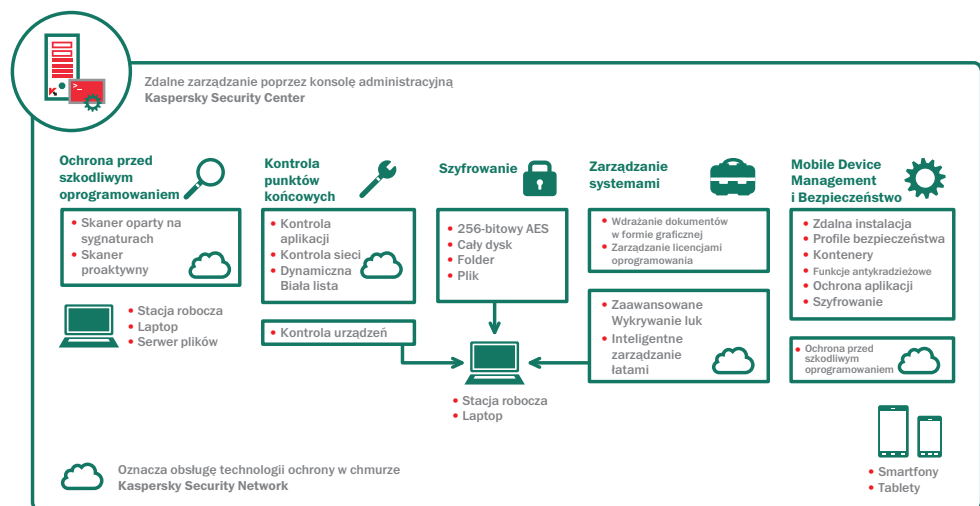 Zdalne zarządzanie poprzez konsolę administracyjną
Kaspersky Security Center
Ochrona przed
szkodliwym
oprogramowaniem
• Skaner oparty na
sygnaturach
• Skaner
proaktywny
• Stacja robocza
• Laptop
• Serwer plików
Kontrola
punktów
końcowych
• Kontrola
aplikacji
• Kontrola sieci
• Dynamiczna
Biała lista
• Kontrola urządzeń
Szyfrowanie
• 256-bitowy AES
• Cały dysk
• Folder
• Plik
• Stacja robocza
• Laptop
Zarządzanie
systemami
• Wdrażanie dokumentów
w formie graficznej
• Zarządzanie licencjami
oprogramowania
• Zaawansowane
Wykrywanie luk
• Inteligentne
zarządzanie
łatami
Mobile Device
Management
i Bezpieczeństwo
• Zdalna instalacja
• Profile bezpieczeństwa
• Kontenery
• Funkcje antykradzieżowe
• Ochrona aplikacji
• Szyfrowanie
• Ochrona przed
szkodliwym
oprogramowaniem
• Smartfony
• Tablety
Oznacza obsługę technologii ochrony w chmurze
Kaspersky Security Network